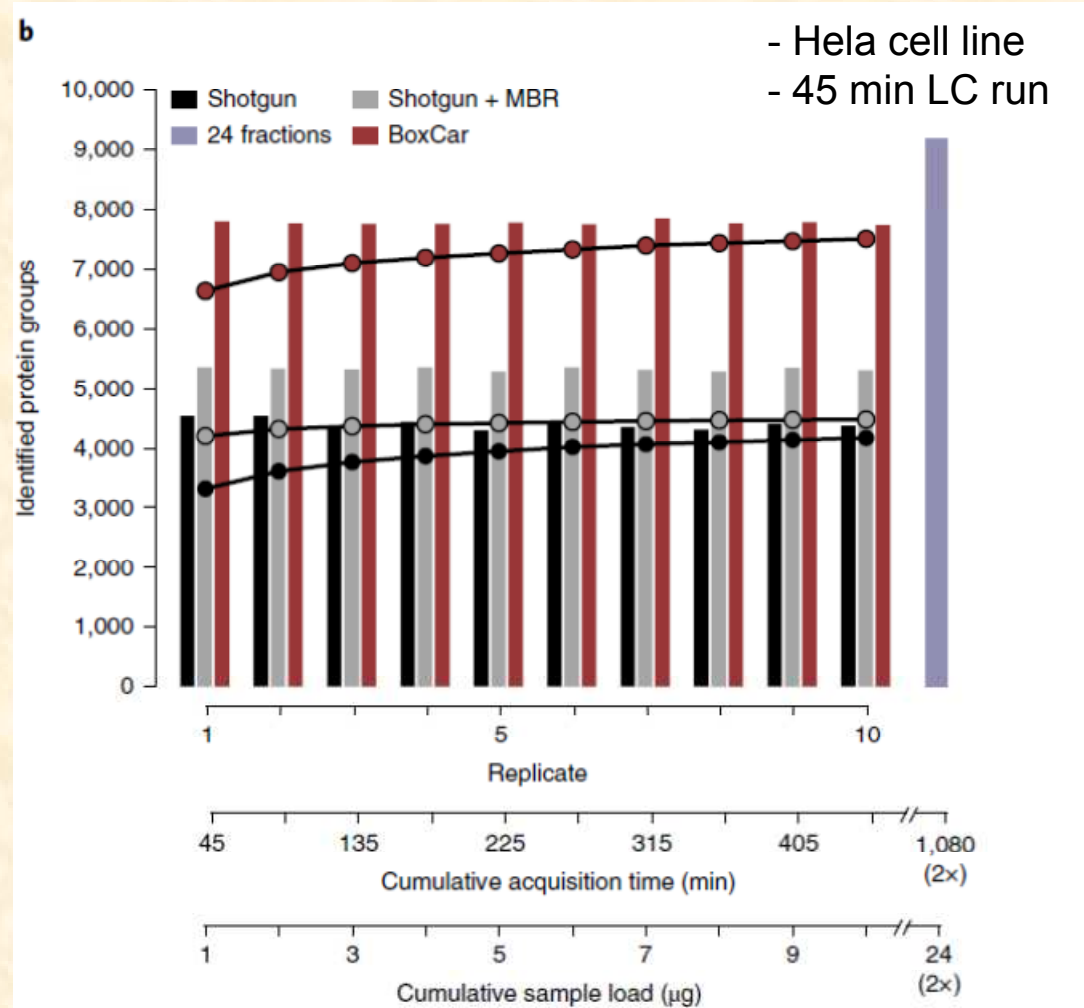 b
- Hela cell line
- 45 min LC run
Shotgun
Shotgun + MBR
24 fractions
BoxCar
Identified protein groups
10,000
9,000
8,000
7,000
6,000
5,000
4,000
3,000
2,000
1,000
0
1 5 10
Replicate
45 135 225 315 405 1,080
(2×)
Cumulative acquisition time (min)
1 3 5 7 9 24
(2×)
Cumulative sample load (µg)